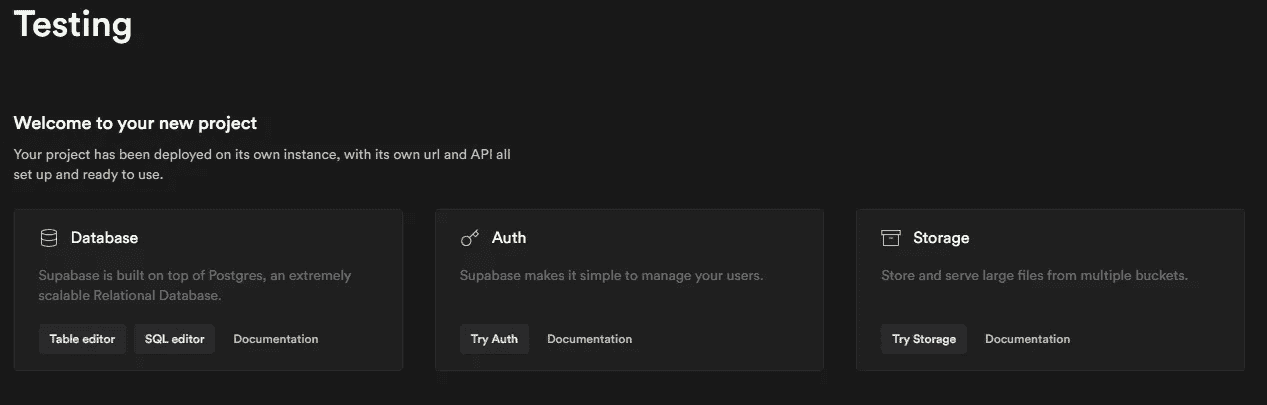 Testing
Welcome to your new project
Your project has been deployed on its own instance, with its own url and API all
set up and ready to use.
Database
Supabase is built on top of Postgres, an extremely
scalable Relational Database.
Table editor SQL editor Documentation
Auth
Supabase makes it simple to manage your users.
Try Auth Documentation
Storage
Store and serve large files from multiple buckets.
Try Storage Documentation